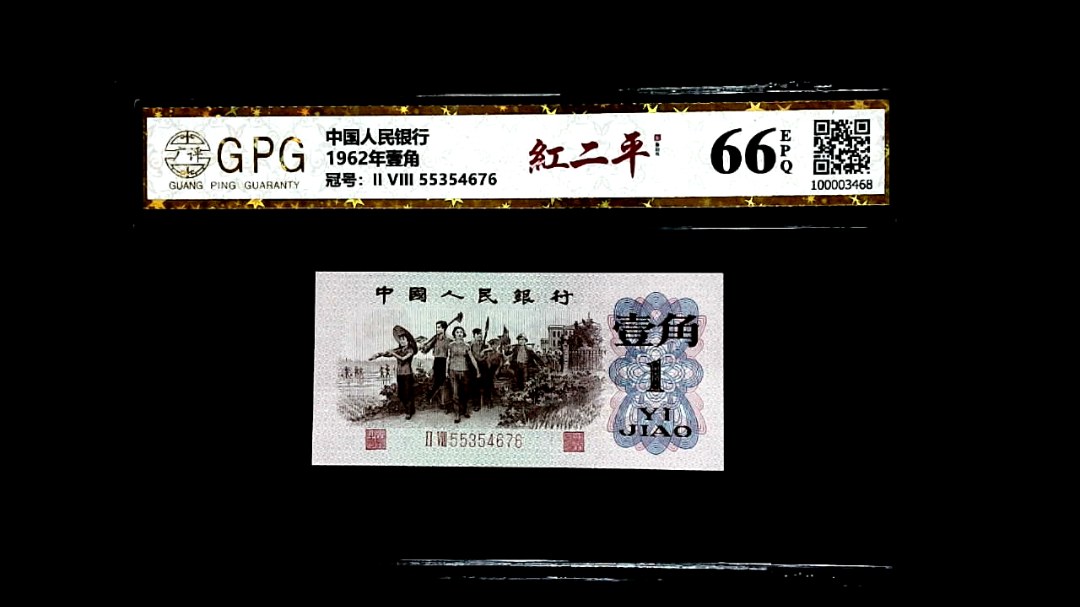 GPG
GUANG PING GUARANTY
中国人民银行
1962年壹角
冠号：II VIII 55354676
紅二平
66
EPQ
100003468
中國人民銀行
壹角
1
YI
JIAO
II VIII 55354676